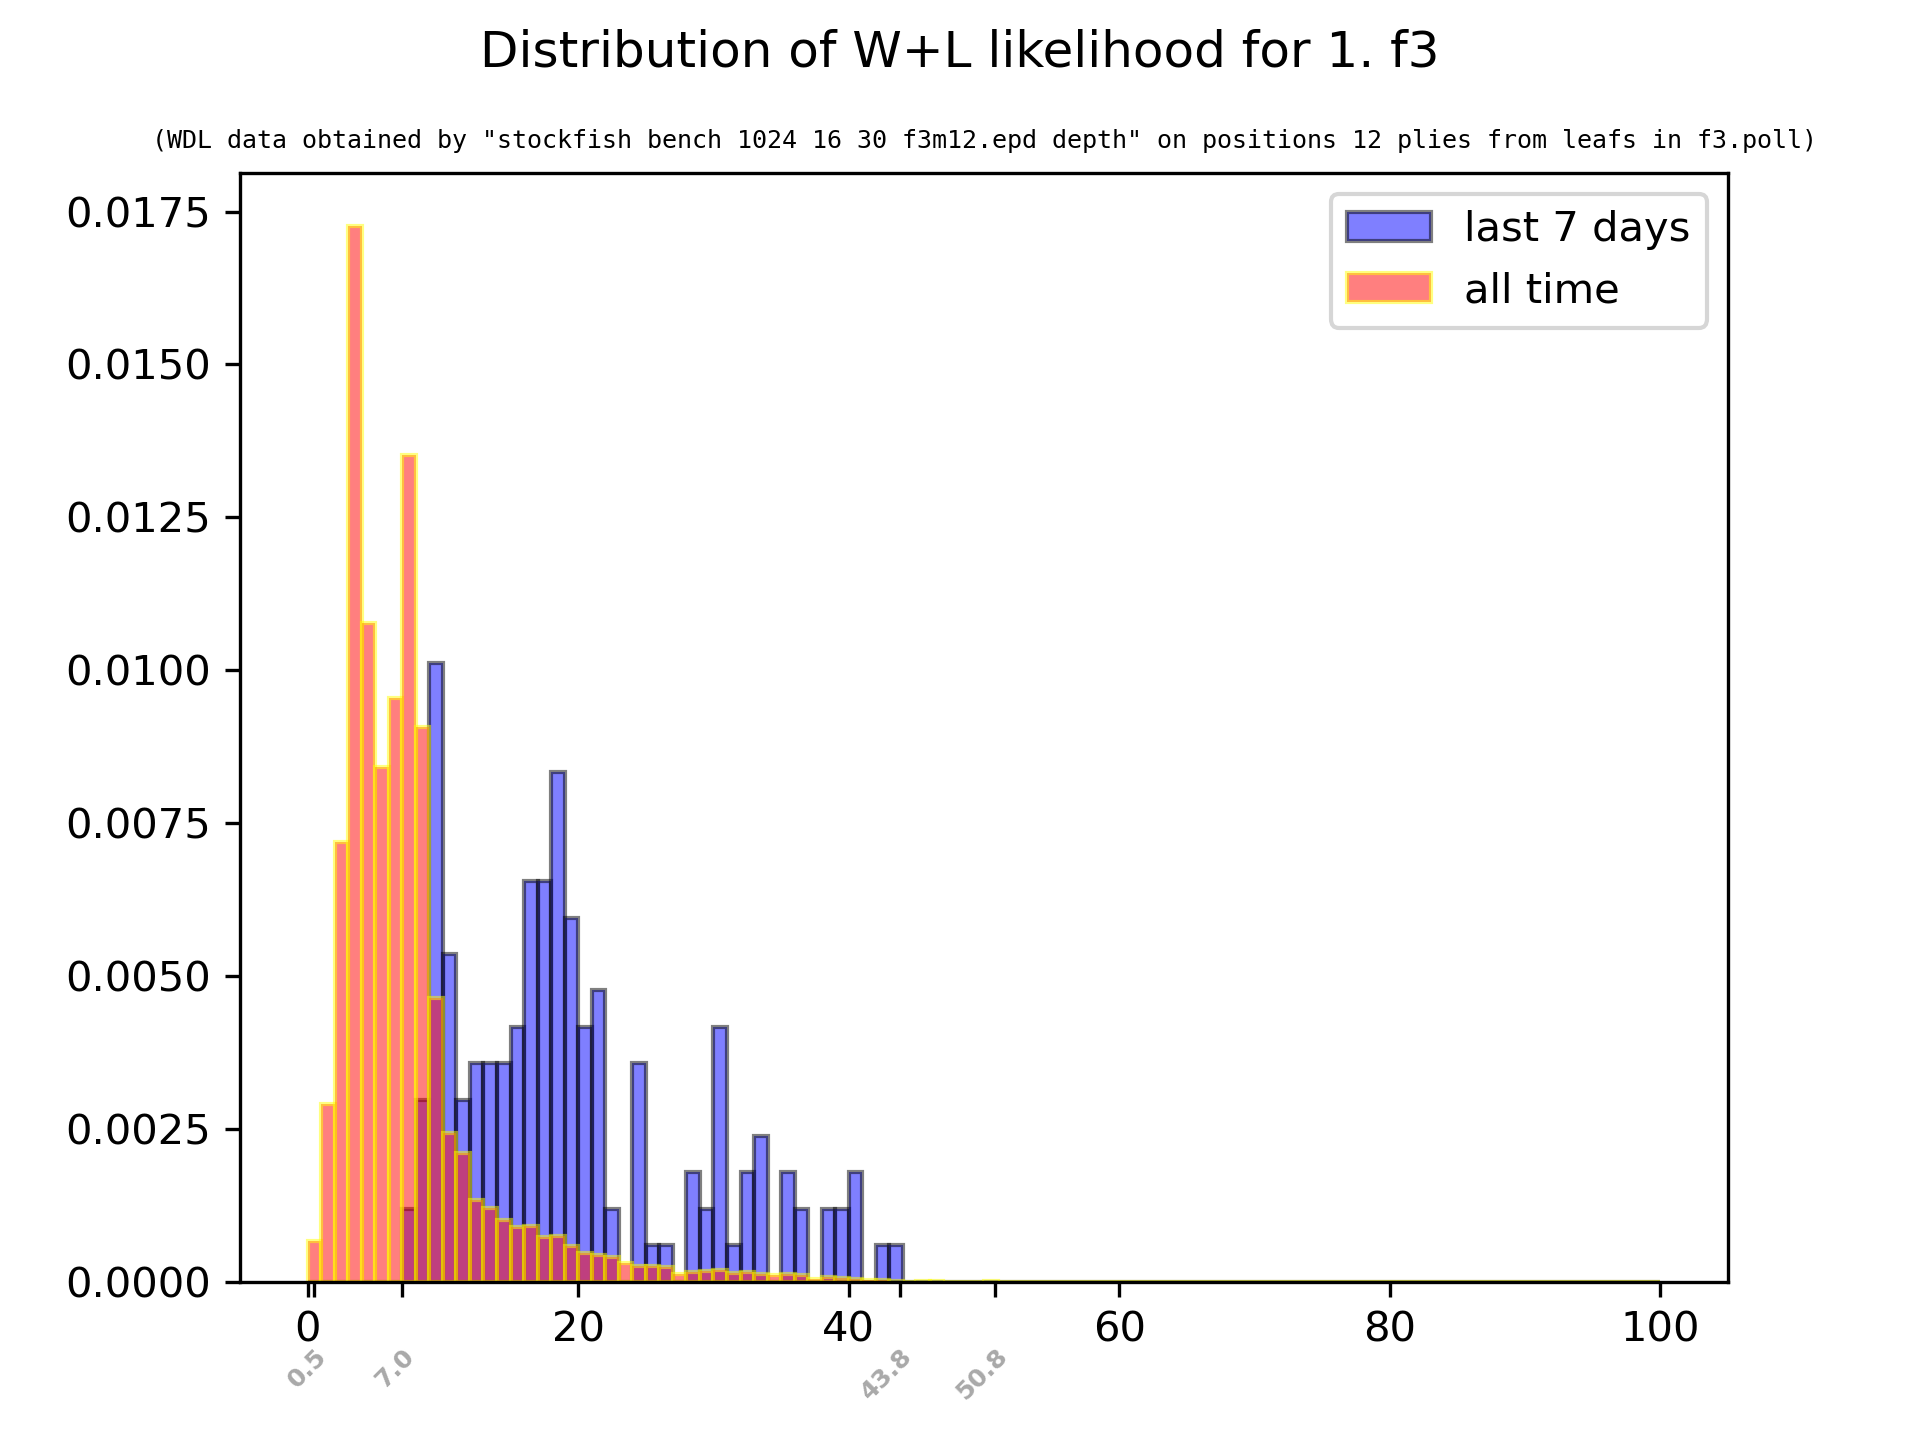 Distribution of W+L likelihood for 1. f3
(WDL data obtained by "stockfish bench 1024 16 30 f3m12.epd depth" on positions 12 plies from leafs in f3.poll)
last 7 days
all time
0.0175
0.0150
0.0125
0.0100
0.0075
0.0050
0.0025
0.0000
0 20 40 60 80 100
0.5 7.0 43.8 50.8